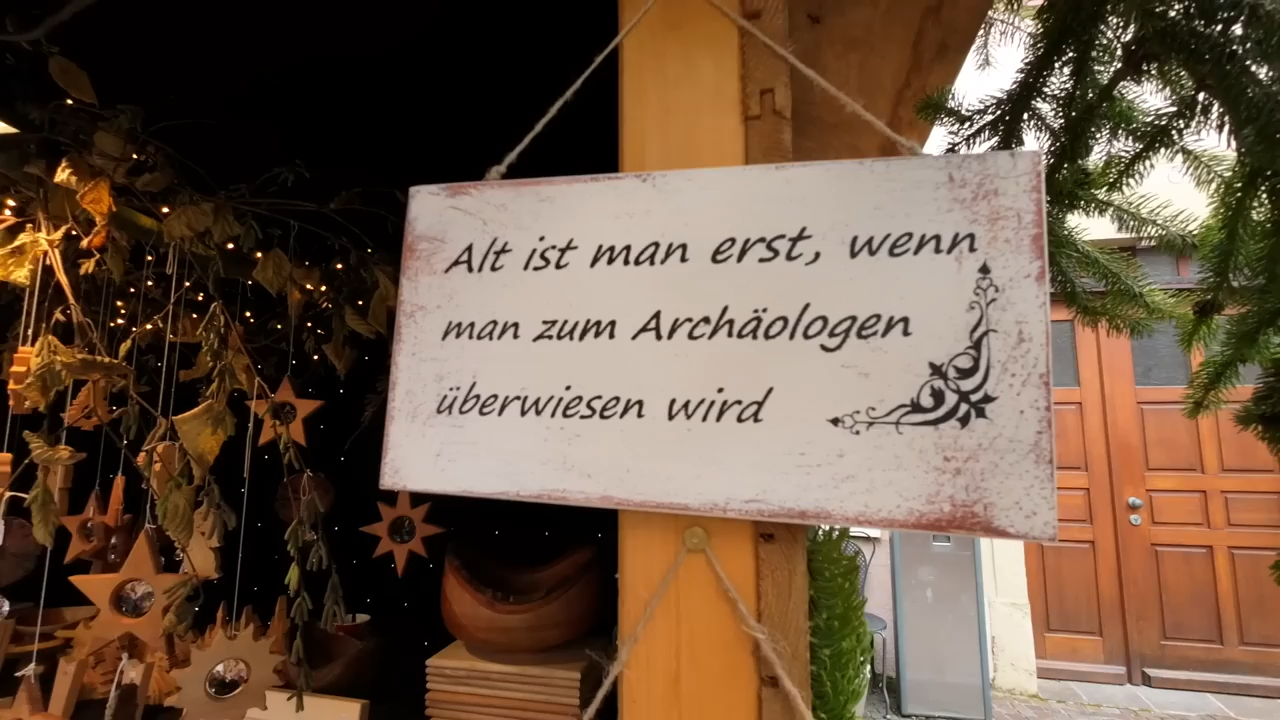 Alt ist man erst, wenn
man zum Archäologen
überwiesen wird